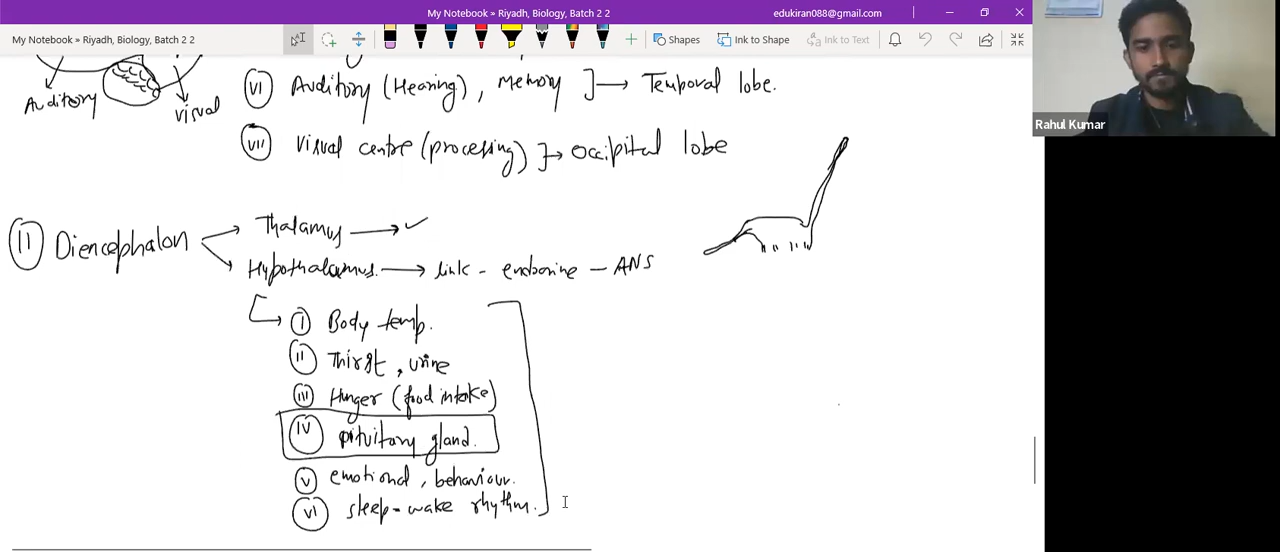 My Notebook » Riyadh, Biology, Batch 2 2
edukiran088@gmail.com
My Notebook » Riyadh, Biology, Batch 2 2
Shapes
Ink to Shape
Ink to Text
Rahul Kumar
Auditory
Visual
VI Auditory (Hearing), Memory ]→ Temporal lobe.
VII Visual centre (processing) ]→ Occipital lobe
II Diencephalon
Thalamus → ✓
Hypothalamus. → link - endocrine - ANS
I Body temp.
II Thirst, urine
III Hunger (food intake)
IV pituitary gland.
V emotional, behaviour.
VI sleep-wake rhythm.